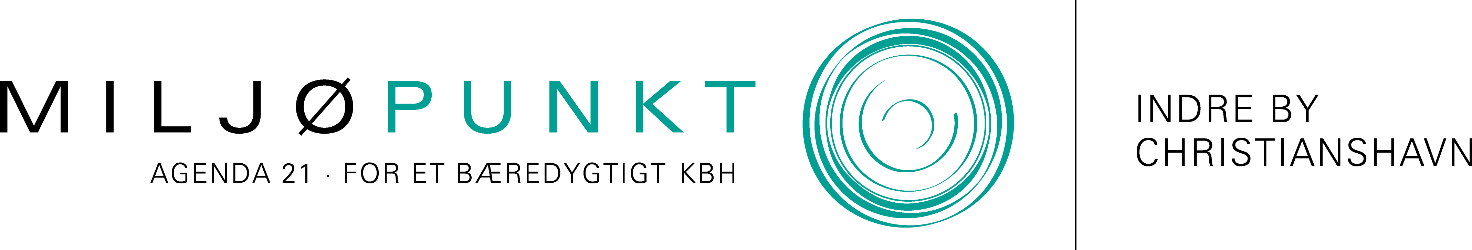 MILJØPUNKT
AGENDA 21 · FOR ET BÆREDYGTIGT KBH
INDRE BY
CHRISTIANSHAVN